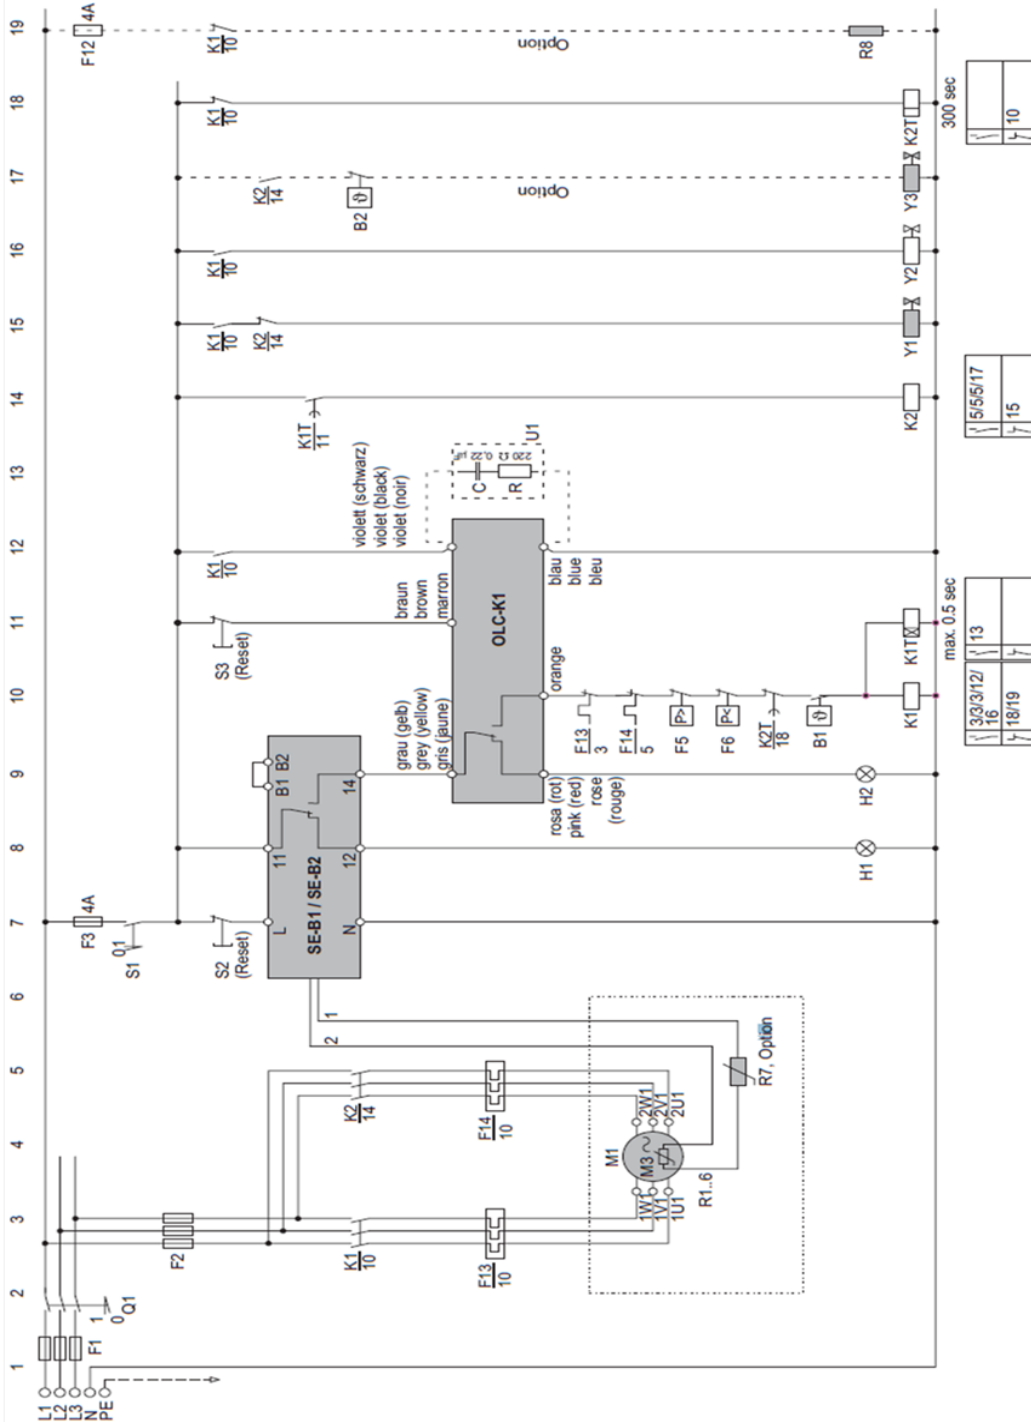 1
2
3
4
5
6
7
8
9
10
11
12
13
14
15
16
17
18
19
L1
L2
L3
N
PE
F1
1
0
Q1
F2
K1
10
F13
10
K2
14
F14
10
M1
M3
1W1
1V1
1U1
2W1
2V1
2U1
R1..6
R7, Option
2
1
F3
4A
S1
0 1
S2
(Reset)
L
N
11
12
B1
B2
14
SE-B1 / SE-B2
H1
H2
grau (gelb)
grey (yellow)
gris (jaune)
rosa (rot)
pink (red)
rose
(rouge)
OLC-K1
orange
F13
3
F14
5
F5
P>
F6
P<
K2T
18
B1
ϑ
K1
K1T
max. 0.5 sec
S3
(Reset)
braun
brown
marron
K1
10
violett (schwarz)
violet (black)
violet (noir)
blau
blue
bleu
C
R
0,22 µF
220 Ω
U1
K1T
11
K2
K1
10
K2
14
Y1
K1
10
Y2
K2
14
B2
ϑ
Option
Y3
K1
10
K2T
300 sec
F12
4A
K1
10
Option
R8
3/3/3/12/
16
18/19
13
5/5/5/17
15
10